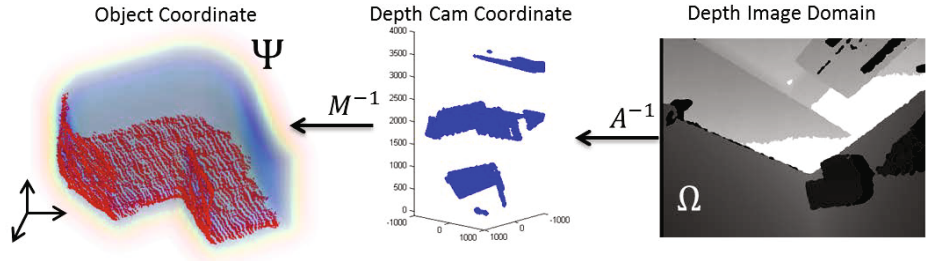 Object Coordinate
Depth Cam Coordinate
Depth Image Domain
Ψ
M⁻¹
A⁻¹
Ω
4000
3500
3000
2500
2000
1500
1000
500
0
-1000
0
1000
1000
0
-1000